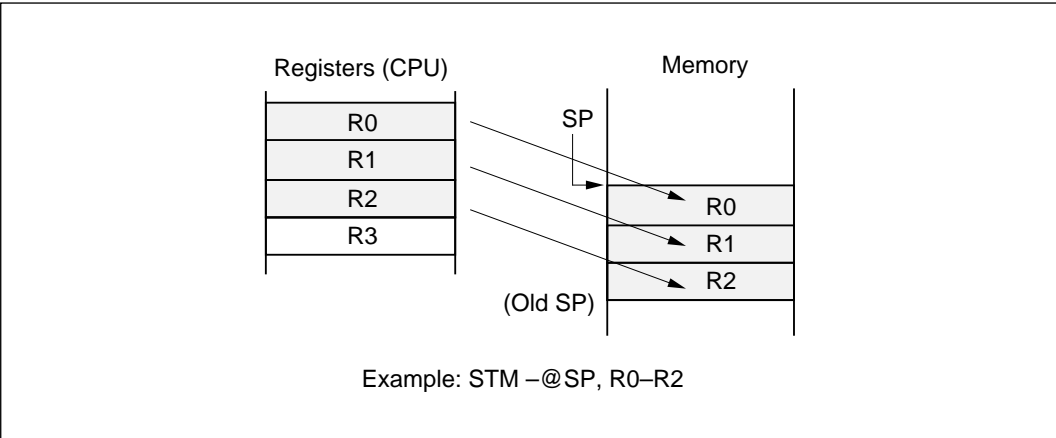 Registers (CPU)
Memory
R0
R1
R2
R3
SP
R0
R1
R2
(Old SP)
Example: STM –@SP, R0–R2